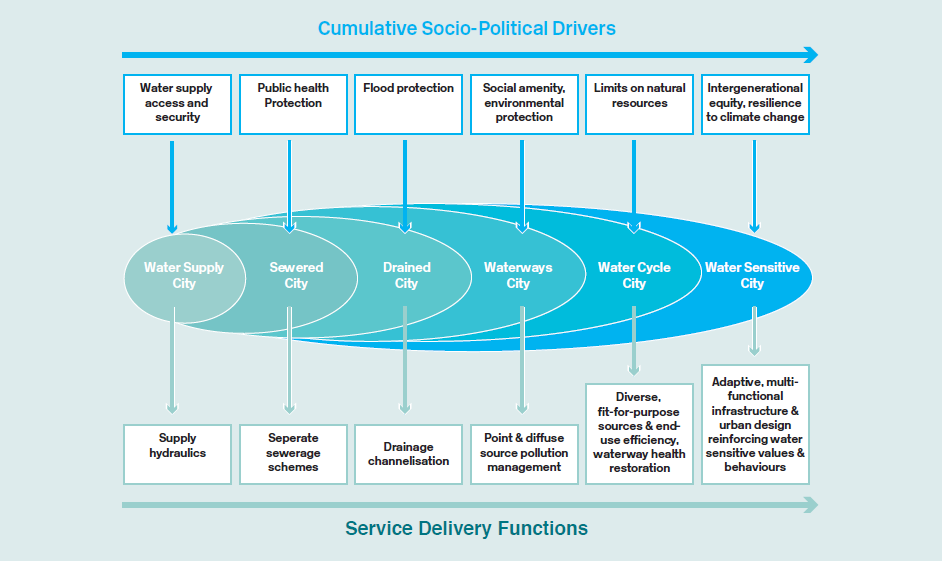 Cumulative Socio-Political Drivers
Water supply
access and
security
Public health
Protection
Flood protection
Social amenity,
environmental
protection
Limits on natural
resources
Intergenerational
equity, resilience
to climate change
Water Supply
City
Sewered
City
Drained
City
Waterways
City
Water Cycle
City
Water Sensitive
City
Supply
hydraulics
Seperate
sewerage
schemes
Drainage
channelisation
Point & diffuse
source pollution
management
Diverse,
fit-for-purpose
sources & end-
use efficiency,
waterway health
restoration
Adaptive, multi-
functional
infrastructure &
urban design
reinforcing water
sensitive values &
behaviours
Service Delivery Functions